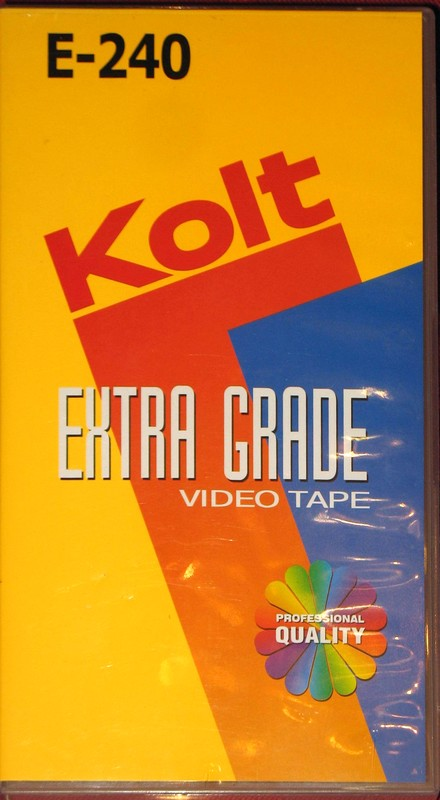 E-240
Kolt
EXTRA GRADE
VIDEO TAPE
PROFESSIONAL
QUALITY